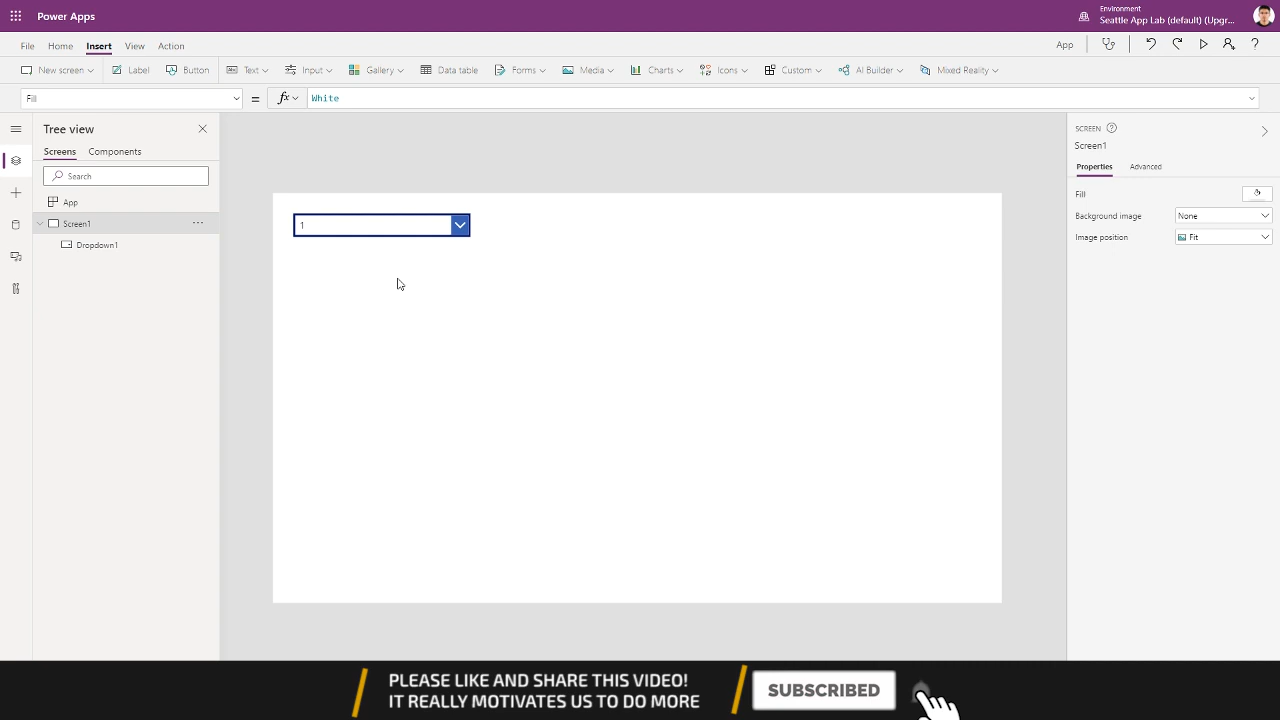 Power Apps
Environment
Seattle App Lab (default) (Upgr...
File
Home
Insert
View
Action
App
New screen
Label
Button
Text
Input
Gallery
Data table
Forms
Media
Charts
Icons
Custom
AI Builder
Mixed Reality
Fill
=
fx
White
Tree view
Screens
Components
Search
App
Screen1
Dropdown1
1
SCREEN
Screen1
Properties
Advanced
Fill
Background image
None
Image position
Fit
PLEASE LIKE AND SHARE THIS VIDEO!
IT REALLY MOTIVATES US TO DO MORE
SUBSCRIBED